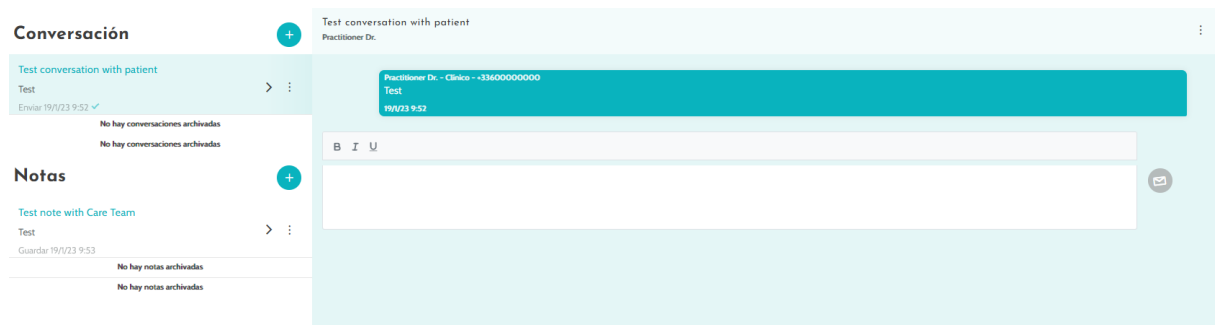 Conversación
+
Test conversation with patient
Test
Enviar 19/1/23 9:52
No hay conversaciones archivadas
No hay conversaciones archivadas
Notas
+
Test note with Care Team
Test
Guardar 19/1/23 9:53
No hay notas archivadas
No hay notas archivadas
Test conversation with patient
Practitioner Dr.
Practitioner Dr. - Clínico - +33600000000
Test
19/1/23 9:52
B I U